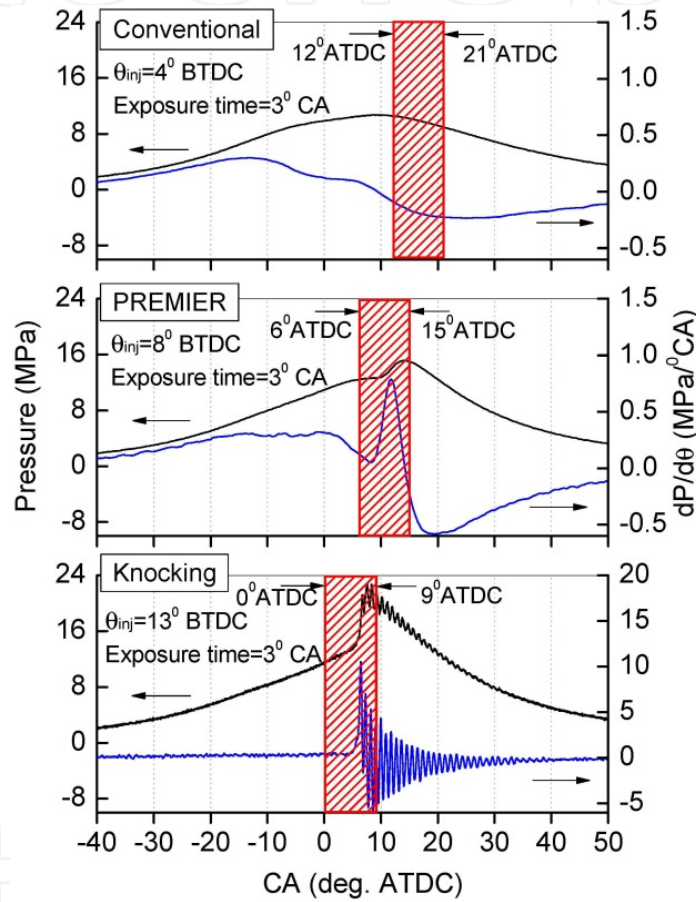 Conventional
θinj=4⁰ BTDC
Exposure time=3⁰ CA
12⁰ATDC 21⁰ATDC
24
16
8
0
-8
1.5
1.0
0.5
0.0
-0.5
PREMIER
θinj=8⁰ BTDC
Exposure time=3⁰ CA
6⁰ATDC 15⁰ATDC
24
16
8
0
-8
1.5
1.0
0.5
0.0
-0.5
Pressure (MPa)
dP/dθ (MPa/⁰CA)
Knocking
θinj=13⁰ BTDC
Exposure time=3⁰ CA
0⁰ATDC 9⁰ATDC
24
16
8
0
-8
20
15
10
5
0
-5
-40 -30 -20 -10 0 10 20 30 40 50
CA (deg. ATDC)